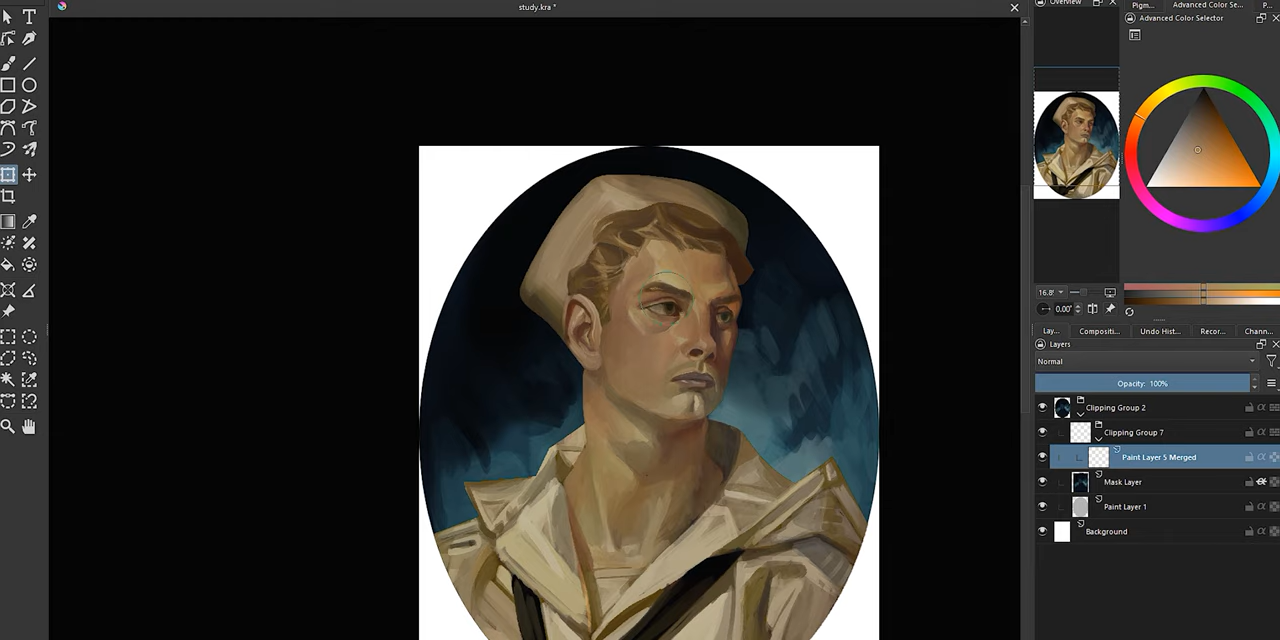 study.kra *
Overview
Pigm...
Advanced Color Se...
P...
Advanced Color Selector
16.8
0.00°
Lay...
Compositi...
Undo Hist...
Recor...
Chann...
Layers
Normal
Opacity: 100%
Clipping Group 2
Clipping Group 7
Paint Layer 5 Merged
Mask Layer
Paint Layer 1
Background